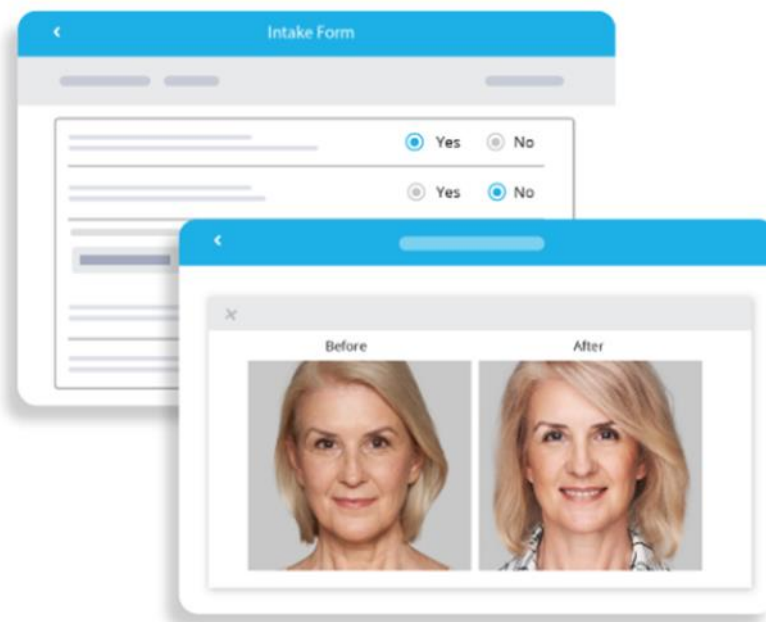 Intake Form
Yes No
Yes No
Before After